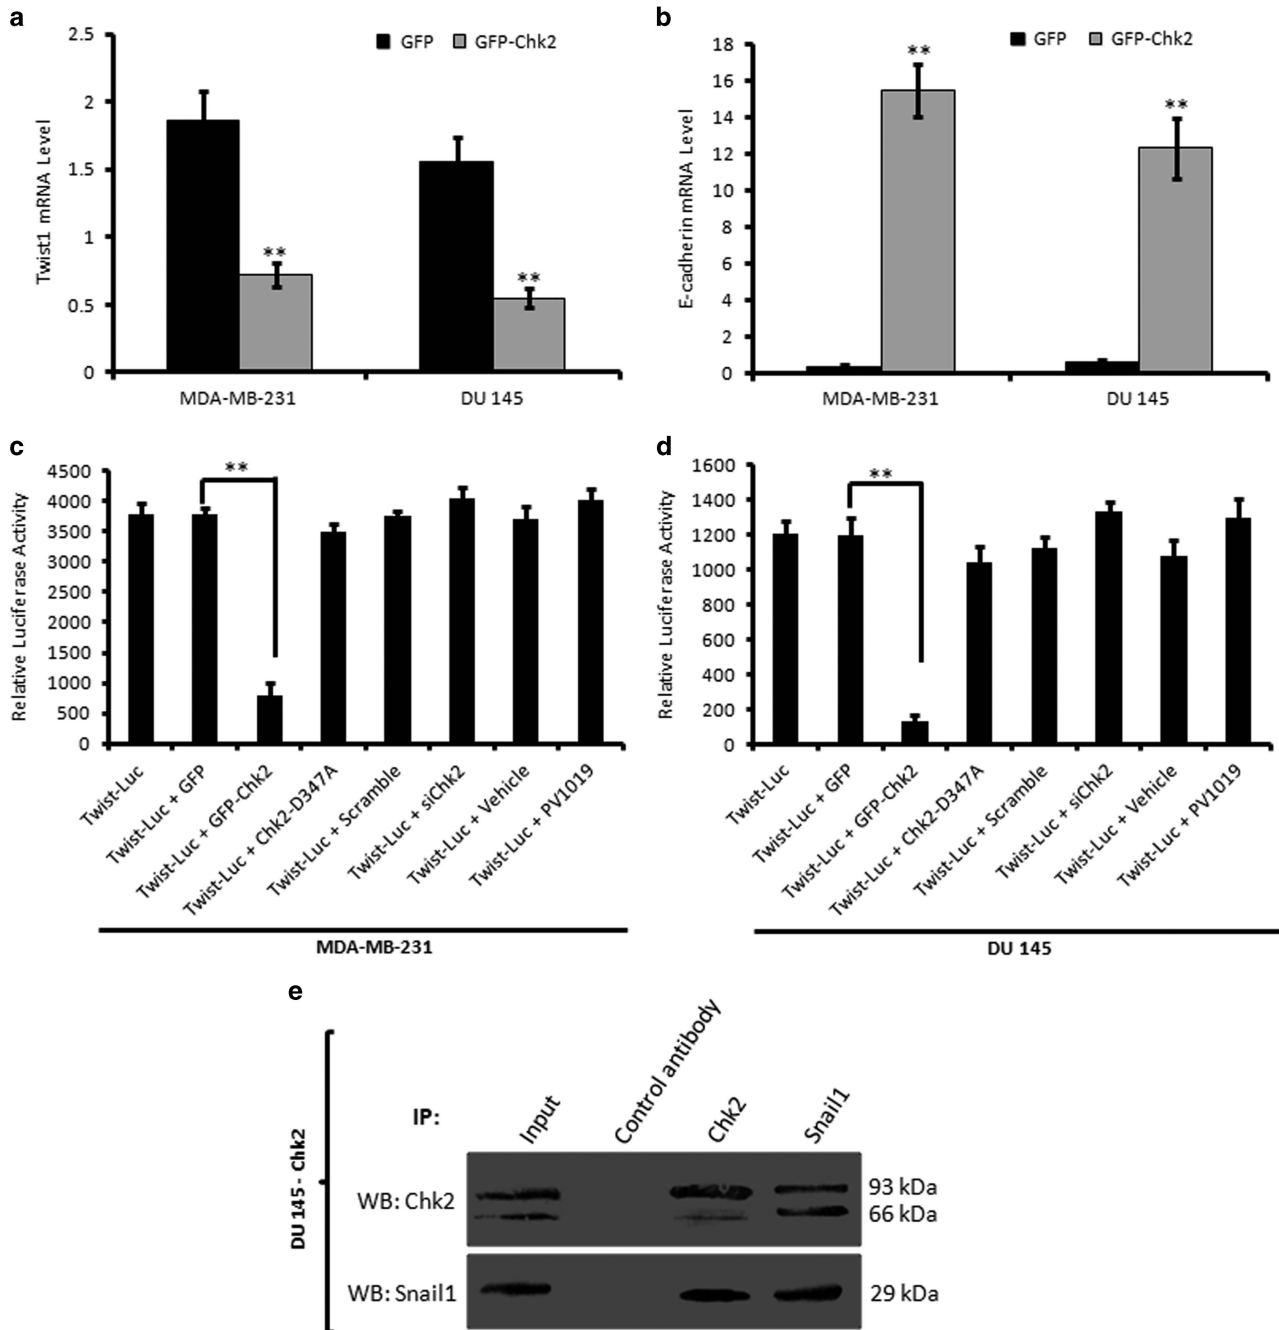 a
GFP
GFP-Chk2
Twist1 mRNA Level
2.5
2
1.5
1
0.5
0
**
**
MDA-MB-231
DU 145
b
GFP
GFP-Chk2
E-cadherin mRNA Level
18
16
14
12
10
8
6
4
2
0
**
**
MDA-MB-231
DU 145
c
Relative Luciferase Activity
4500
4000
3500
3000
2500
2000
1500
1000
500
0
**
Twist-Luc
Twist-Luc + GFP
Twist-Luc + GFP-Chk2
Twist-Luc + Chk2-D347A
Twist-Luc + Scramble
Twist-Luc + siChk2
Twist-Luc + Vehicle
Twist-Luc + PV1019
MDA-MB-231
d
Relative Luciferase Activity
1600
1400
1200
1000
800
600
400
200
0
**
Twist-Luc
Twist-Luc + GFP
Twist-Luc + GFP-Chk2
Twist-Luc + Chk2-D347A
Twist-Luc + Scramble
Twist-Luc + siChk2
Twist-Luc + Vehicle
Twist-Luc + PV1019
DU 145
e
DU 145 - Chk2
IP:
Input
Control antibody
Chk2
Snail1
WB: Chk2
93 kDa
66 kDa
WB: Snail1
29 kDa